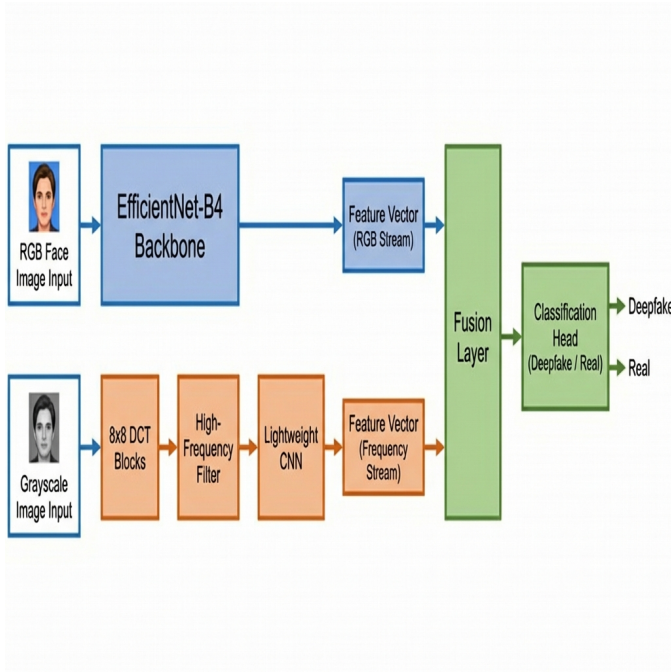 RGB Face
Image Input
EfficientNet-B4
Backbone
Feature Vector
(RGB Stream)
Grayscale
Image Input
8x8 DCT
Blocks
High-
Frequency
Filter
Lightweight
CNN
Feature Vector
(Frequency
Stream)
Fusion
Layer
Classification
Head
(Deepfake / Real)
Deepfake
Real